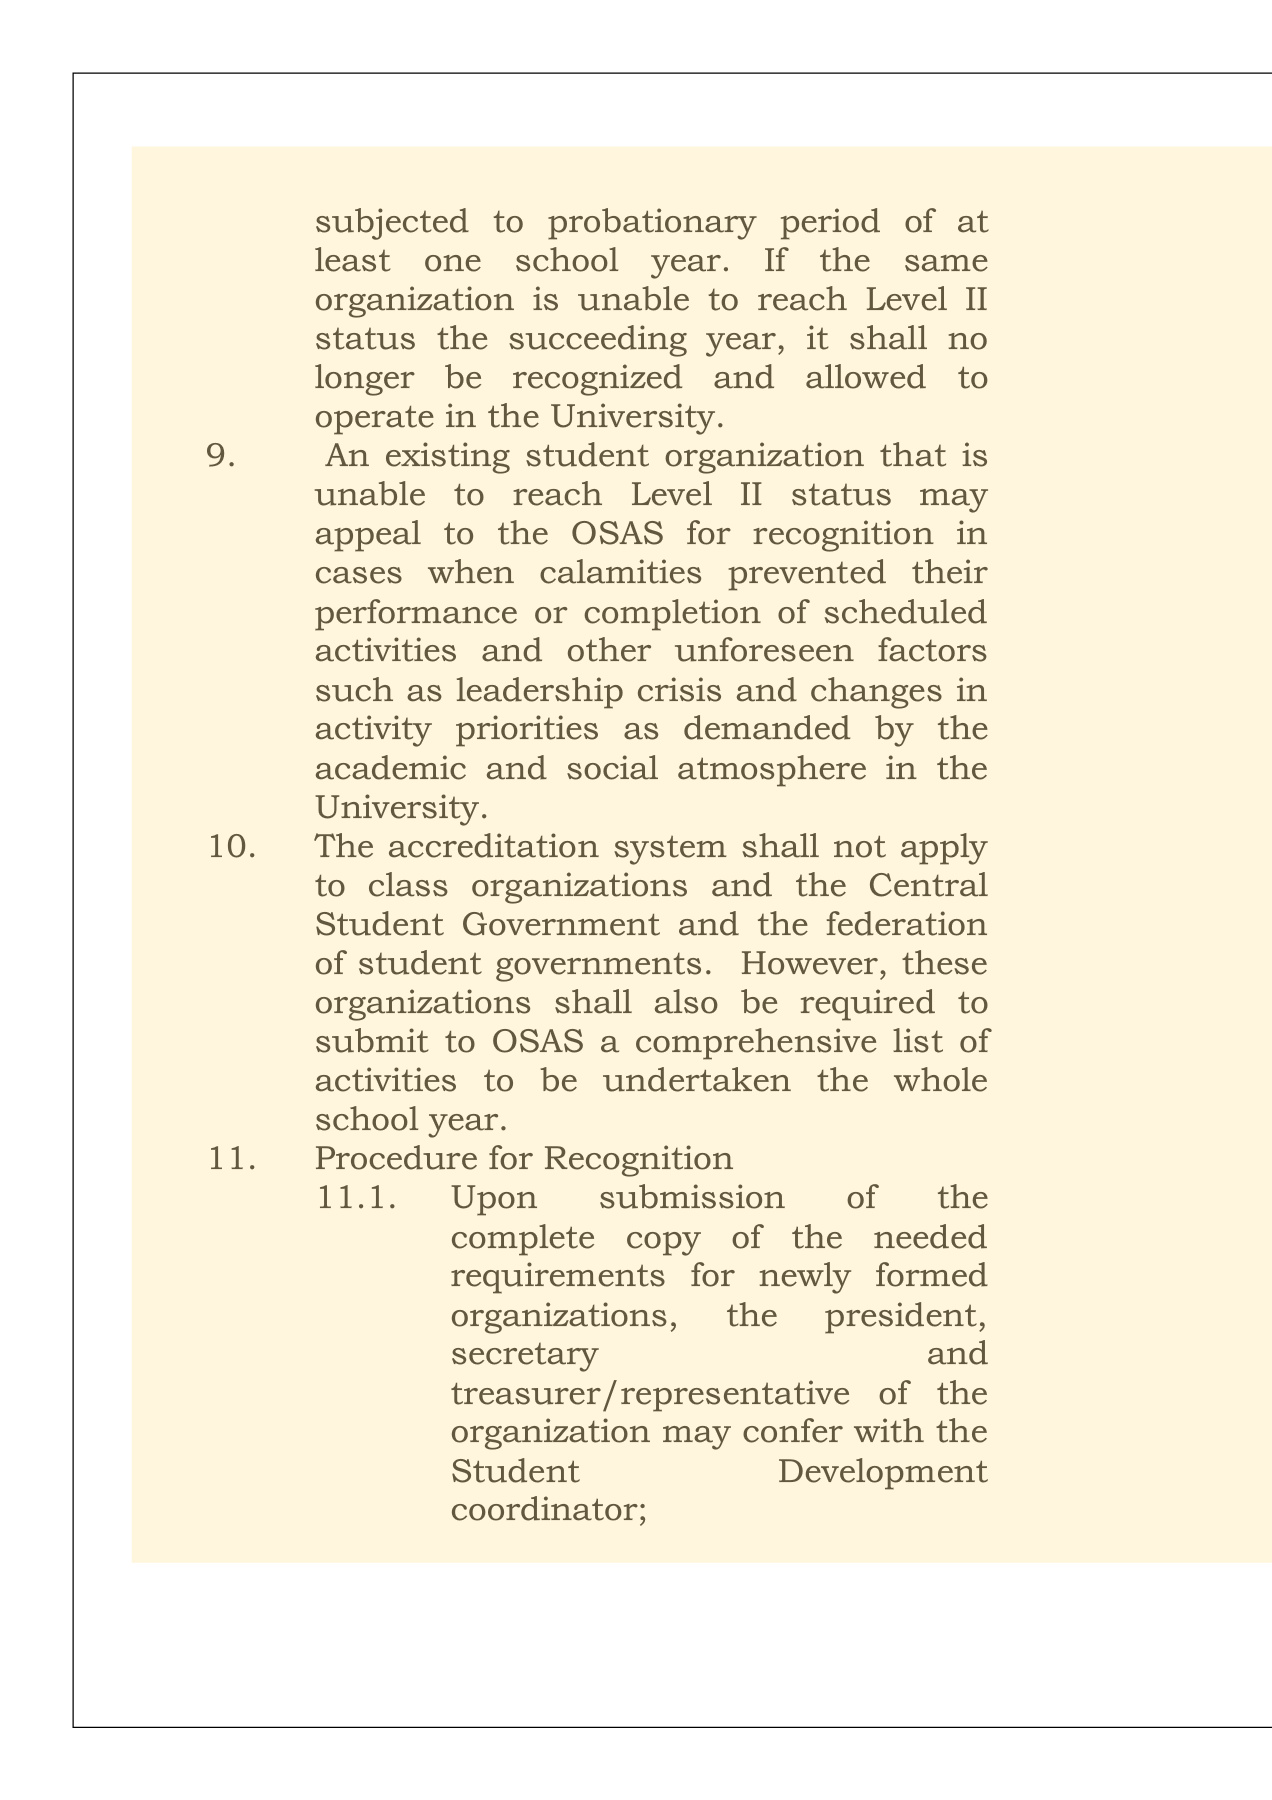 subjected to probationary period of at
least one school year. If the same
organization is unable to reach Level II
status the succeeding year, it shall no
longer be recognized and allowed to
operate in the University.
9. An existing student organization that is
unable to reach Level II status may
appeal to the OSAS for recognition in
cases when calamities prevented their
performance or completion of scheduled
activities and other unforeseen factors
such as leadership crisis and changes in
activity priorities as demanded by the
academic and social atmosphere in the
University.
10. The accreditation system shall not apply
to class organizations and the Central
Student Government and the federation
of student governments. However, these
organizations shall also be required to
submit to OSAS a comprehensive list of
activities to be undertaken the whole
school year.
11. Procedure for Recognition
11.1. Upon submission of the
complete copy of the needed
requirements for newly formed
organizations, the president,
secretary and
treasurer/representative of the
organization may confer with the
Student Development
coordinator;